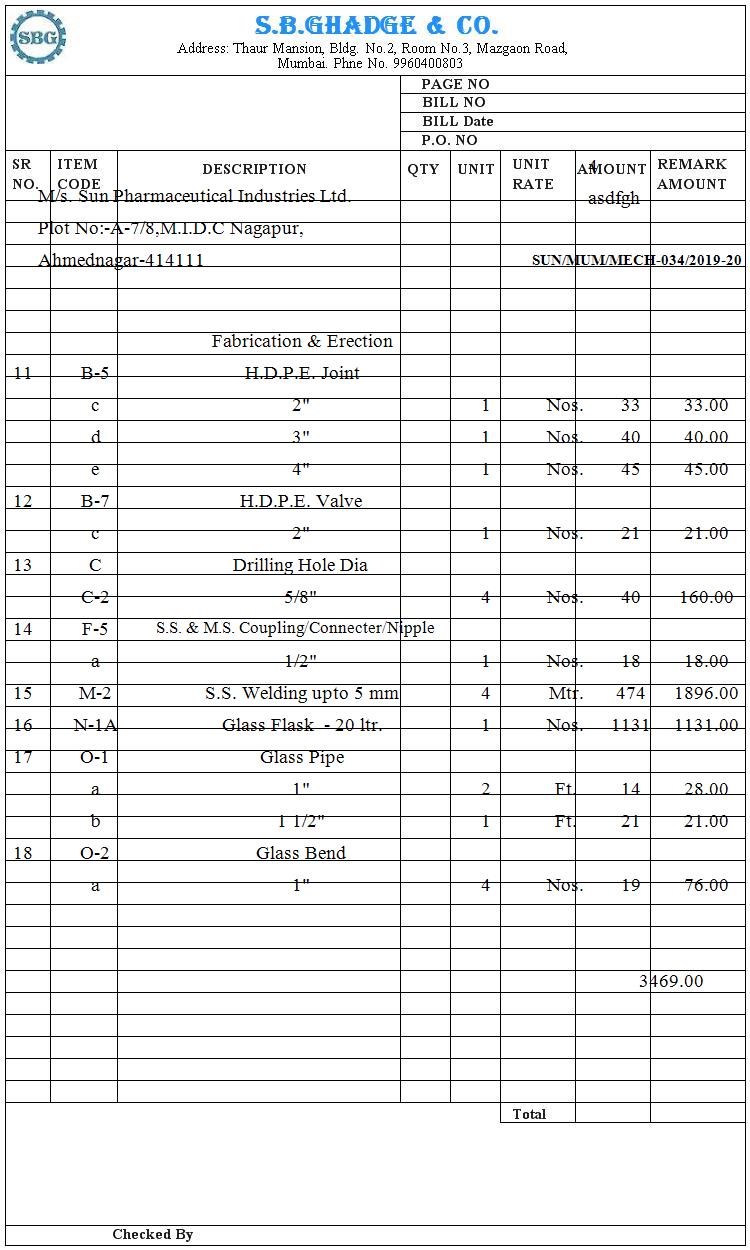 SBG
S.B.GHADGE & CO.
Address: Thaur Mansion, Bldg. No.2, Room No.3, Mazgaon Road,
Mumbai. Phne No. 9960400803
PAGE NO
BILL NO
BILL Date
P.O. NO
SR NO. ITEM CODE DESCRIPTION QTY UNIT UNIT RATE AMOUNT REMARK AMOUNT
4
M/s. Sun Pharmaceutical Industries Ltd. asdfgh
Plot No:-A-7/8,M.I.D.C Nagapur,
Ahmednagar-414111 SUN/MUM/MECH-034/2019-20
Fabrication & Erection
11 B-5 H.D.P.E. Joint
c 2" 1 Nos. 33 33.00
d 3" 1 Nos. 40 40.00
e 4" 1 Nos. 45 45.00
12 B-7 H.D.P.E. Valve
c 2" 1 Nos. 21 21.00
13 C Drilling Hole Dia
C-2 5/8" 4 Nos. 40 160.00
14 F-5 S.S. & M.S. Coupling/Connecter/Nipple
a 1/2" 1 Nos. 18 18.00
15 M-2 S.S. Welding upto 5 mm 4 Mtr. 474 1896.00
16 N-1A Glass Flask - 20 ltr. 1 Nos. 1131 1131.00
17 O-1 Glass Pipe
a 1" 2 Ft. 14 28.00
b 1 1/2" 1 Ft. 21 21.00
18 O-2 Glass Bend
a 1" 4 Nos. 19 76.00
3469.00
Total
Checked By